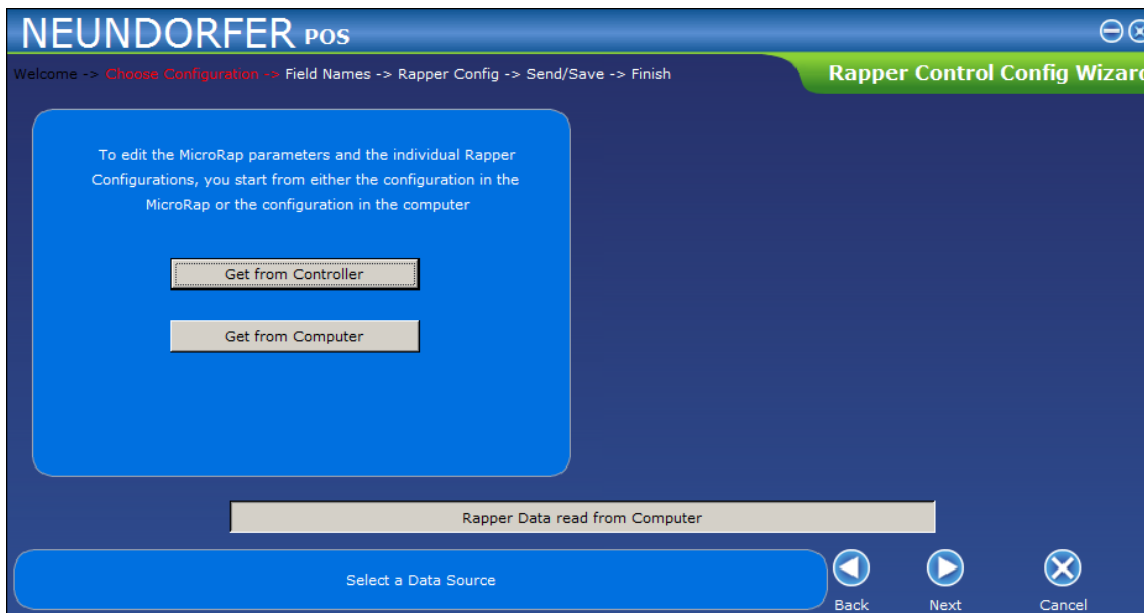 NEUNDORFER POS
Welcome -> Choose Configuration -> Field Names -> Rapper Config -> Send/Save -> Finish
Rapper Control Config Wizard
To edit the MicroRap parameters and the individual Rapper
Configurations, you start from either the configuration in the
MicroRap or the configuration in the computer
Get from Controller
Get from Computer
Rapper Data read from Computer
Select a Data Source
Back
Next
Cancel